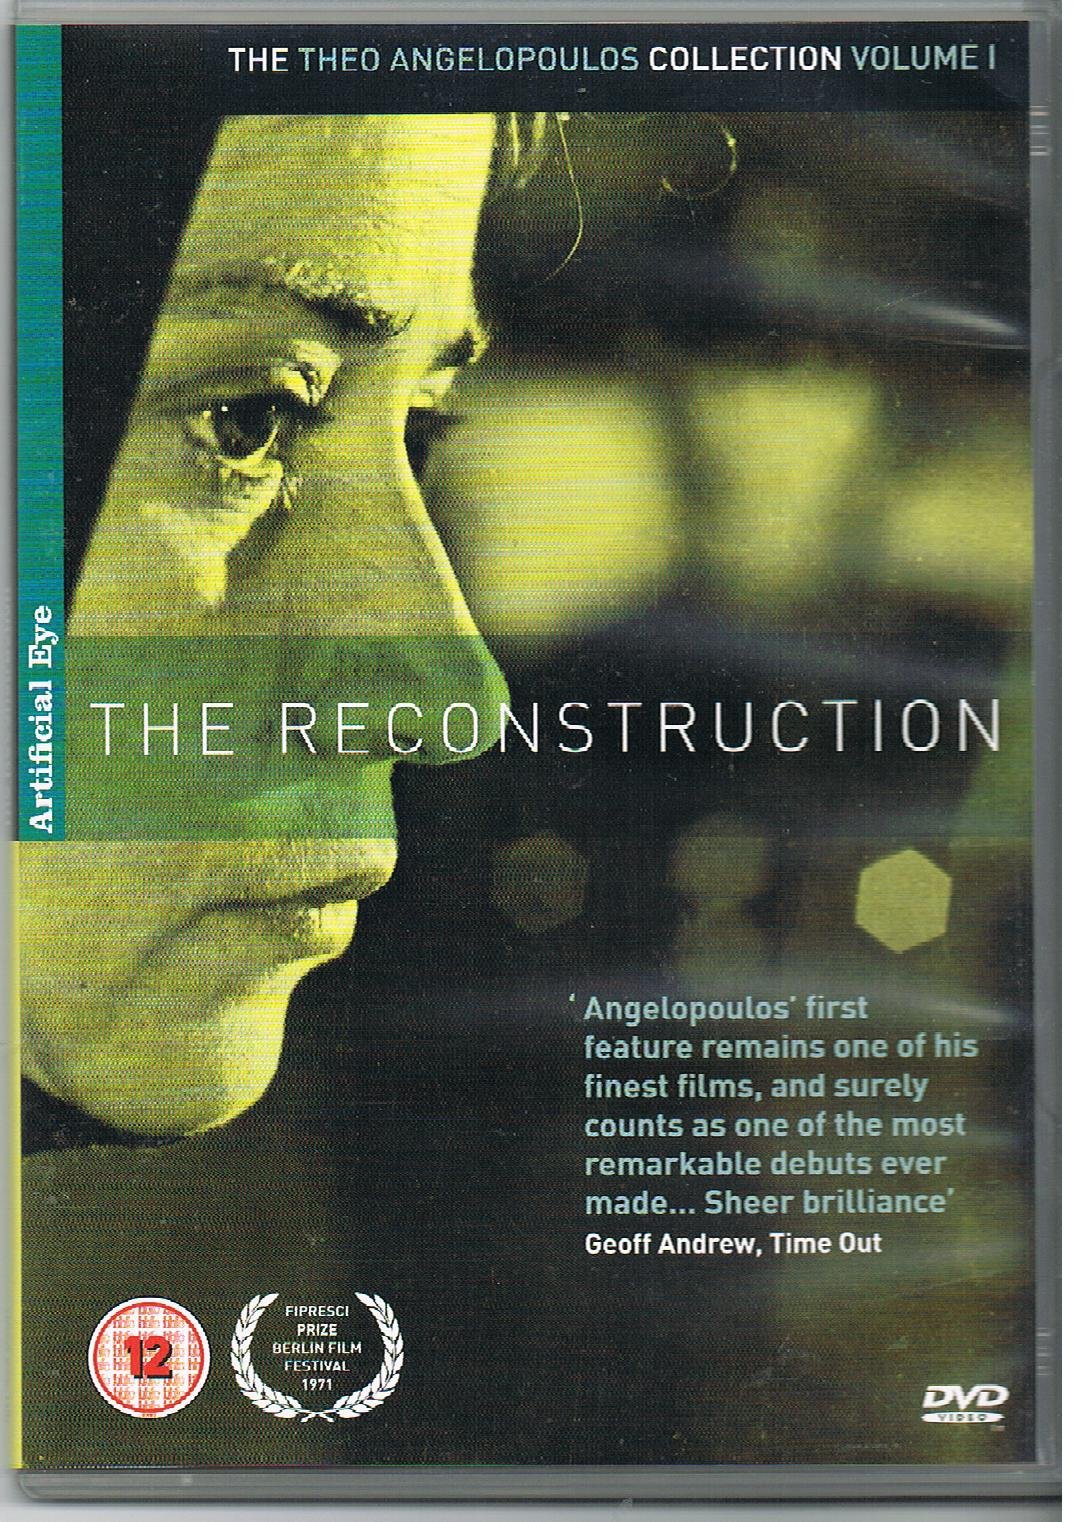 THE THEO ANGELOPOULOS COLLECTION VOLUME I
Artificial Eye
THE RECONSTRUCTION
‘Angelopoulos’ first
feature remains one of his
finest films, and surely
counts as one of the most
remarkable debuts ever
made... Sheer brilliance’
Geoff Andrew, Time Out
12
FIPRESCI
PRIZE
BERLIN FILM
FESTIVAL
1971
DVD
VIDEO